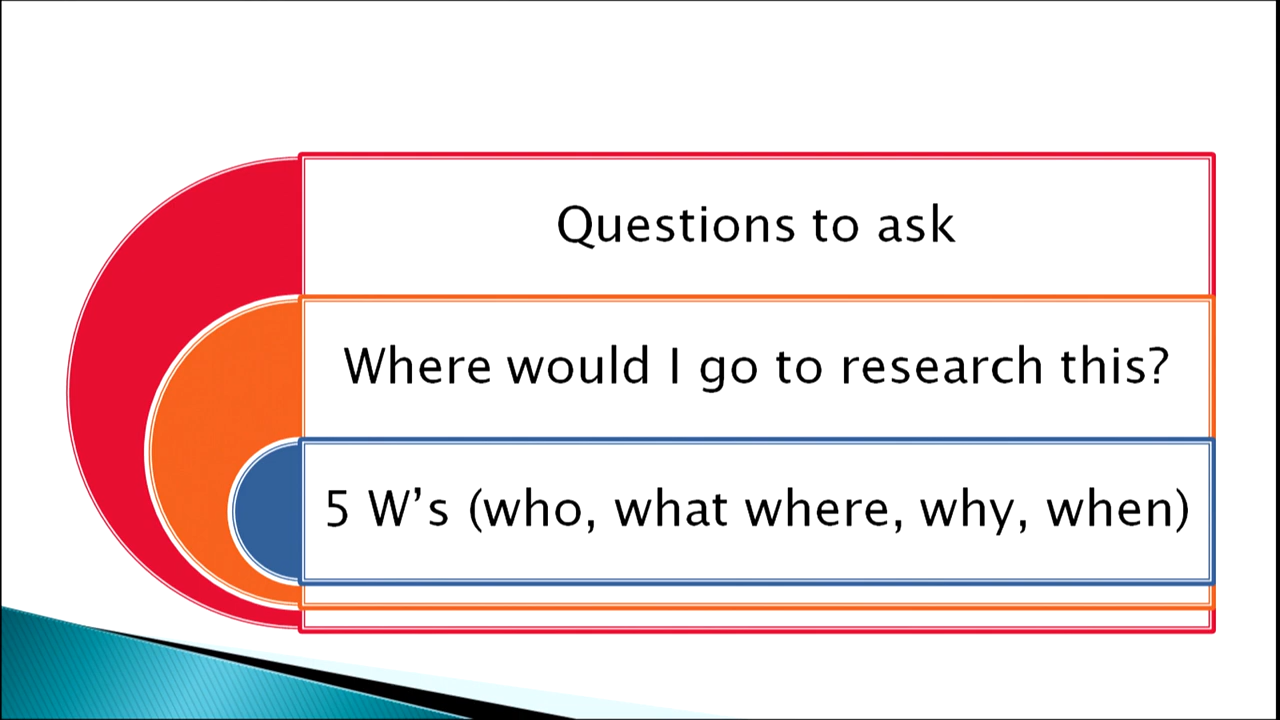 Questions to ask
Where would I go to research this?
5 W’s (who, what where, why, when)